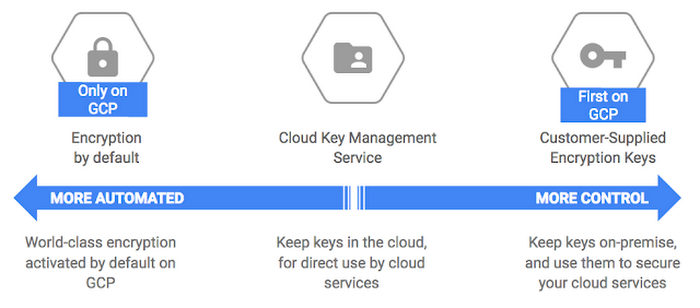 Only on
GCP
First on
GCP
Encryption
by default
Cloud Key Management
Service
Customer-Supplied
Encryption Keys
MORE AUTOMATED
MORE CONTROL
World-class encryption
activated by default on
GCP
Keep keys in the cloud,
for direct use by cloud
services
Keep keys on-premise,
and use them to secure
your cloud services